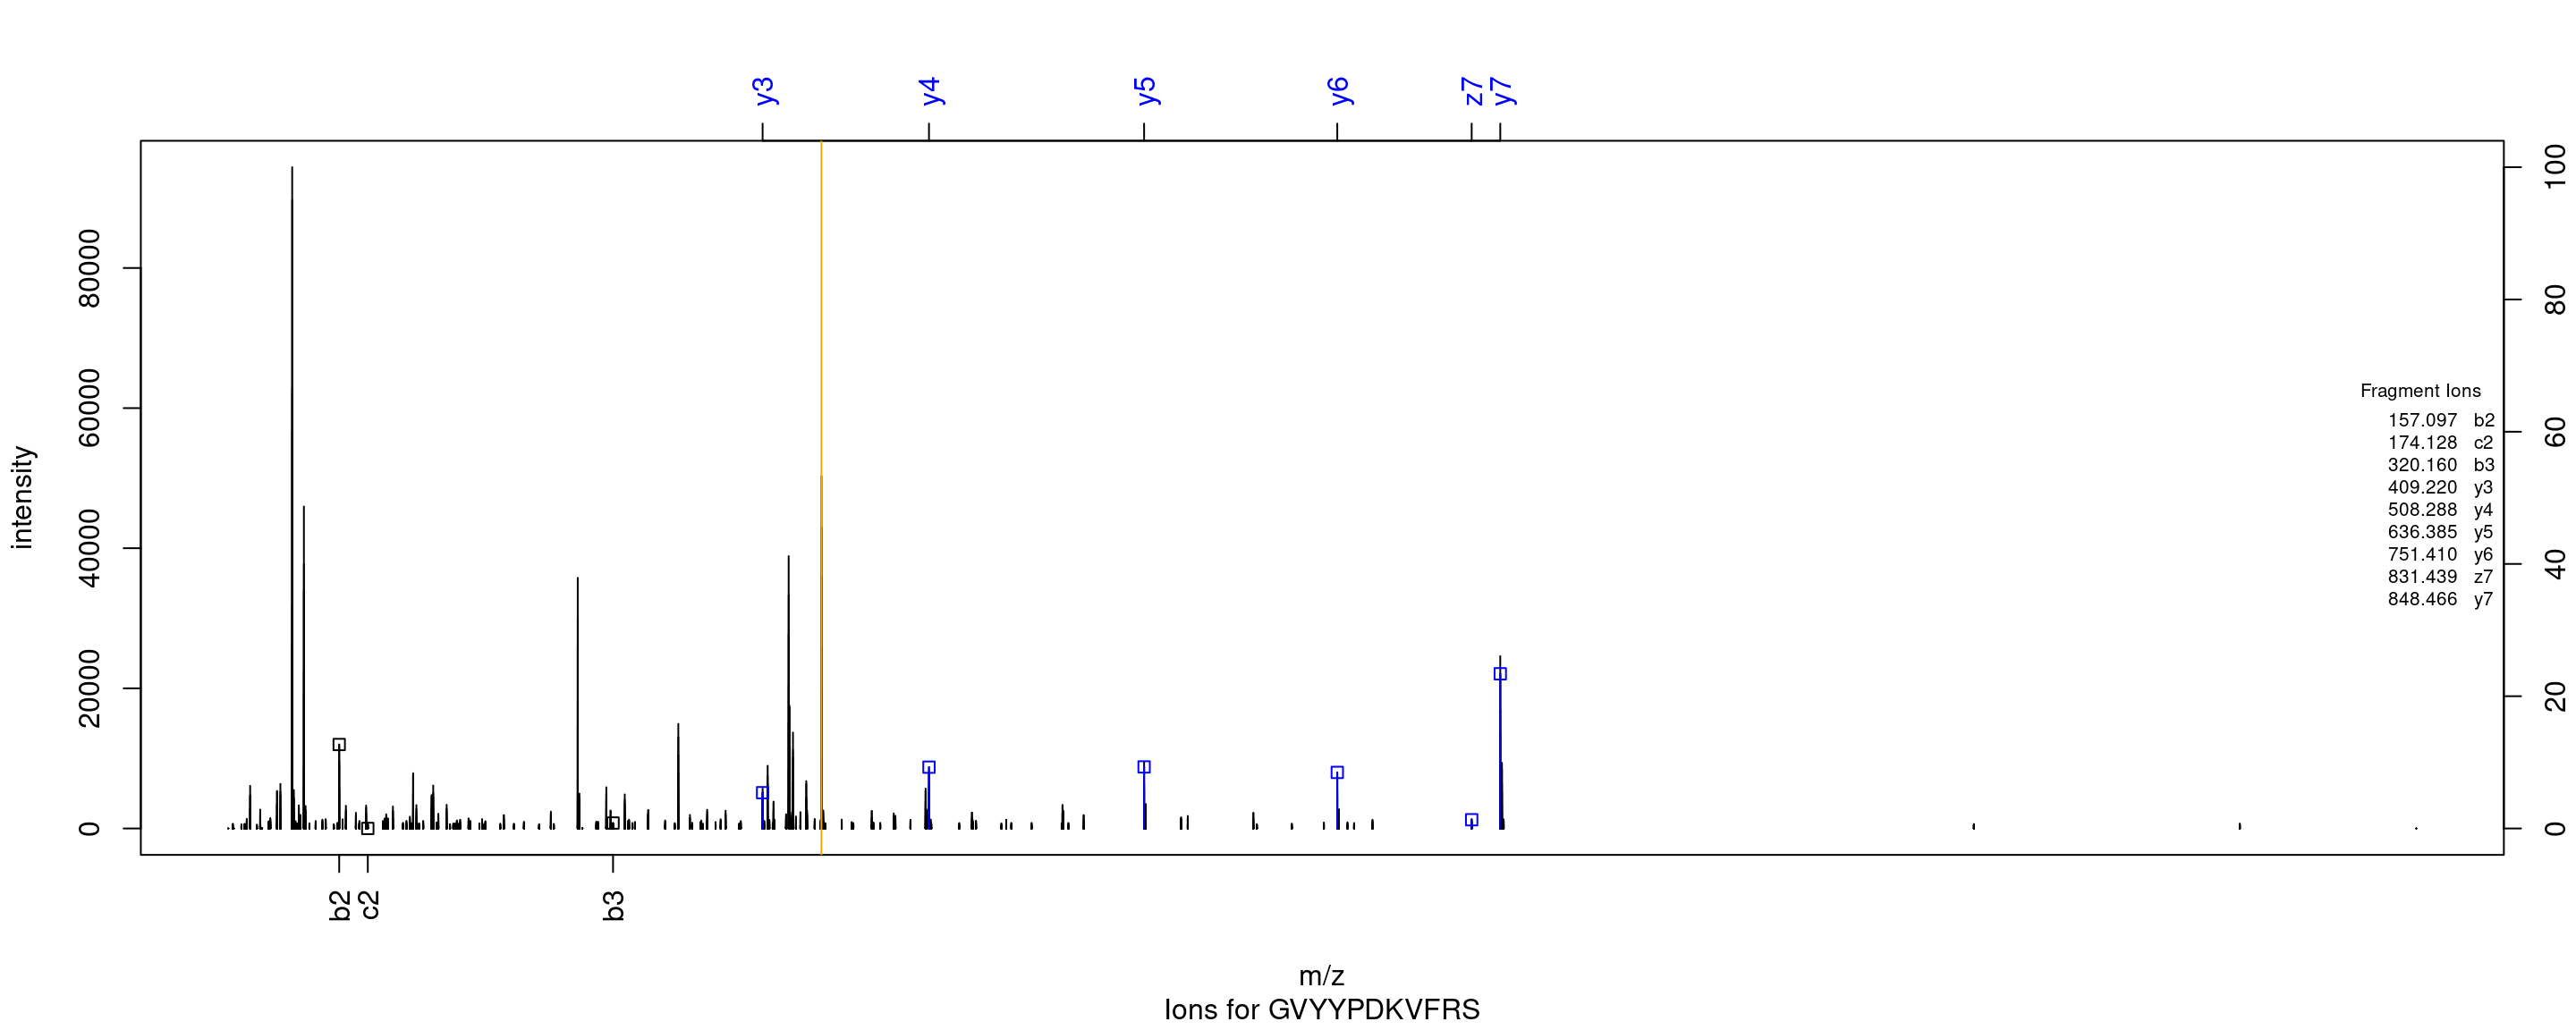 y3 y4 y5 y6 z7 y7
100
80
60
40
20
0
80000
60000
40000
20000
0
intensity
Fragment Ions
157.097 b2
174.128 c2
320.160 b3
409.220 y3
508.288 y4
636.385 y5
751.410 y6
831.439 z7
848.466 y7
b2 c2 b3
m/z
Ions for GVYYPDKVFRS